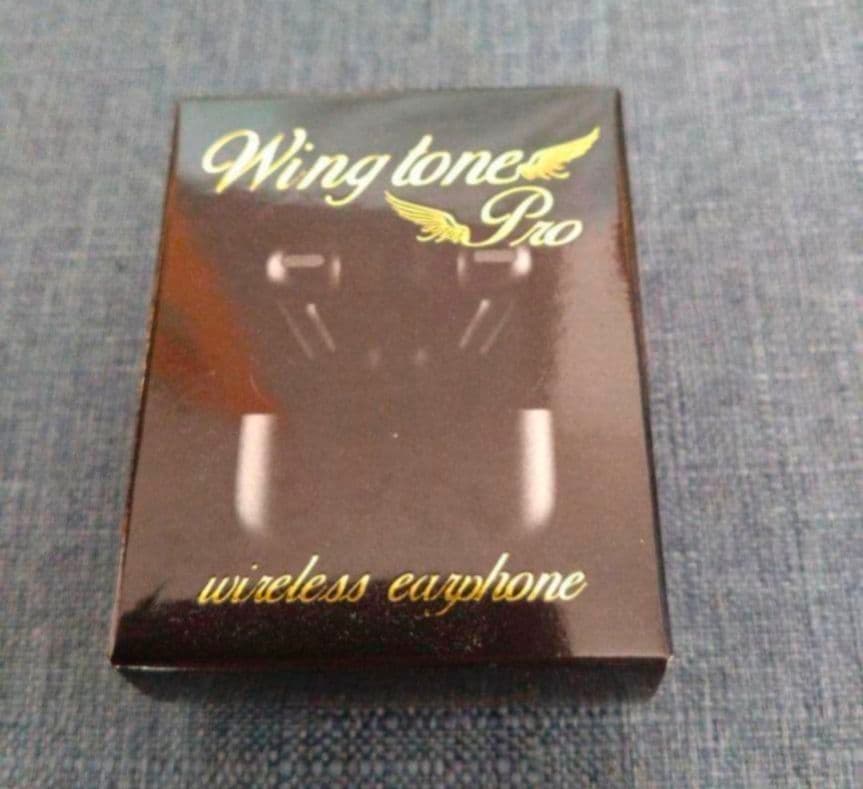 Wing tone
Pro
wireless earphone